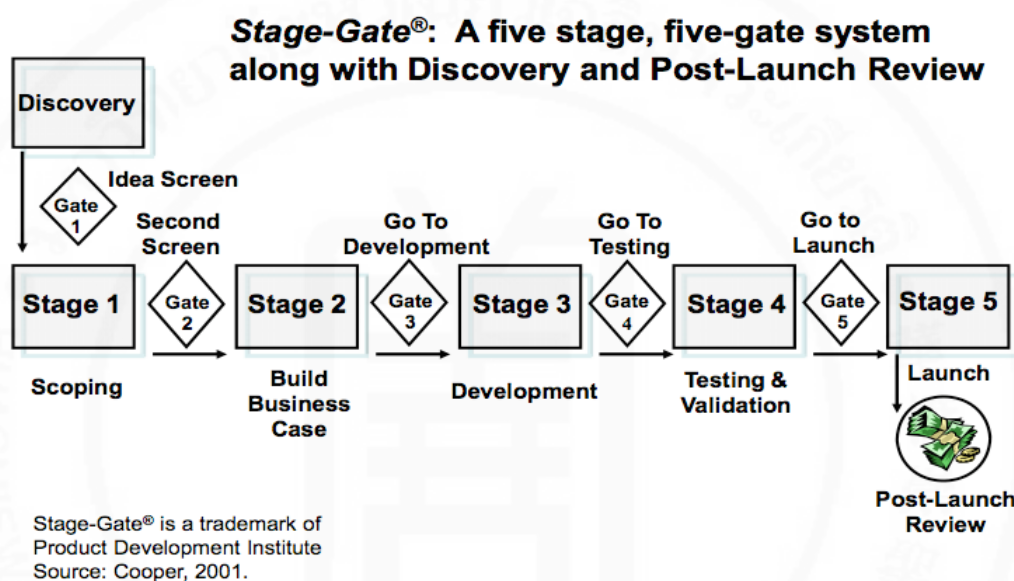 Stage-Gate®: A five stage, five-gate system
along with Discovery and Post-Launch Review
Discovery
Idea Screen
Gate
1
Second
Screen
Go To
Development
Go To
Testing
Go to
Launch
Stage 1
Gate
2
Stage 2
Gate
3
Stage 3
Gate
4
Stage 4
Gate
5
Stage 5
Scoping
Build
Business
Case
Development
Testing &
Validation
Launch
Post-Launch
Review
Stage-Gate® is a trademark of
Product Development Institute
Source: Cooper, 2001.